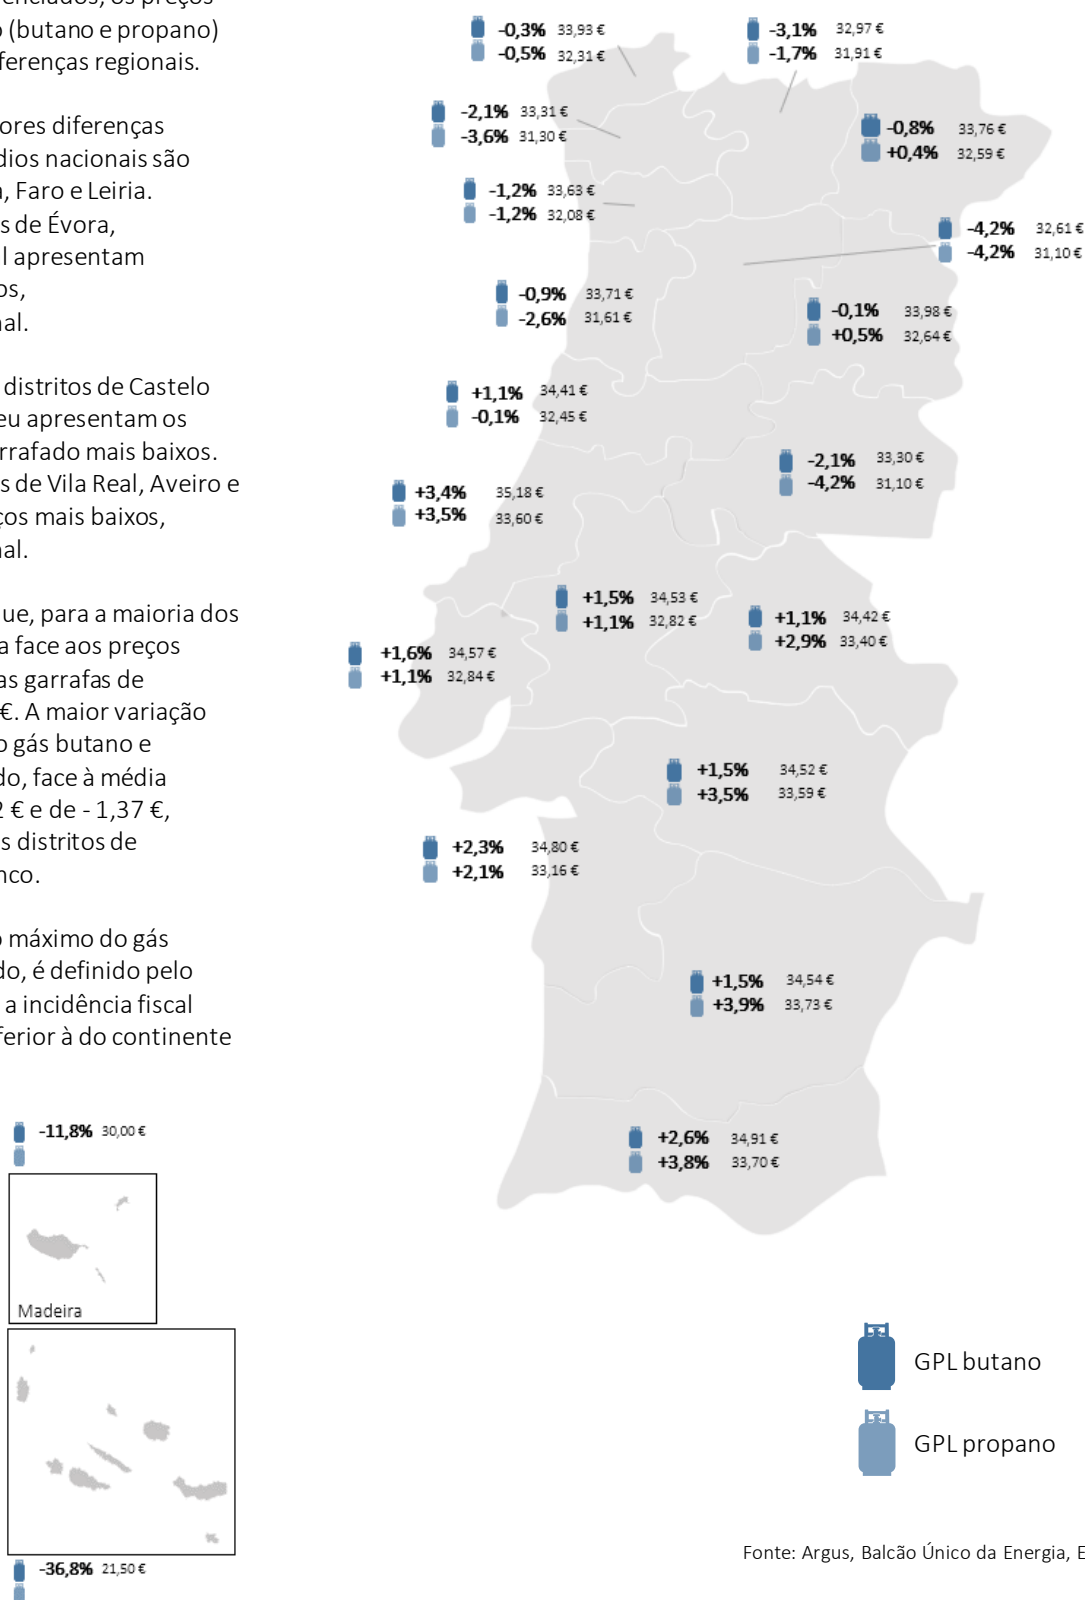 enciados, os preços
o (butano e propano)
ferenças regionais.
ores diferenças
dios nacionais são
a, Faro e Leiria.
s de Évora,
l apresentam
os,
nal.
distritos de Castelo
eu apresentam os
arrafado mais baixos.
s de Vila Real, Aveiro e
ços mais baixos,
nal.
ue, para a maioria dos
a face aos preços
as garrafas de
€. A maior variação
o gás butano e
do, face à média
2 € e de - 1,37 €,
s distritos de
nco.
o máximo do gás
do, é definido pelo
a incidência fiscal
ferior à do continente
-0,3% 33,93 €
-0,5% 32,31 €
-3,1% 32,97 €
-1,7% 31,91 €
-2,1% 33,31 €
-3,6% 31,30 €
-0,8% 33,76 €
+0,4% 32,59 €
-1,2% 33,63 €
-1,2% 32,08 €
-4,2% 32,61 €
-4,2% 31,10 €
-0,9% 33,71 €
-2,6% 31,61 €
-0,1% 33,98 €
+0,5% 32,64 €
+1,1% 34,41 €
-0,1% 32,45 €
-2,1% 33,30 €
-4,2% 31,10 €
+3,4% 35,18 €
+3,5% 33,60 €
+1,5% 34,53 €
+1,1% 32,82 €
+1,1% 34,42 €
+2,9% 33,40 €
+1,6% 34,57 €
+1,1% 32,84 €
+1,5% 34,52 €
+3,5% 33,59 €
+2,3% 34,80 €
+2,1% 33,16 €
+1,5% 34,54 €
+3,9% 33,73 €
+2,6% 34,91 €
+3,8% 33,70 €
-11,8% 30,00 €
Madeira
-36,8% 21,50 €
GPL butano
GPL propano
Fonte: Argus, Balcão Único da Energia, E